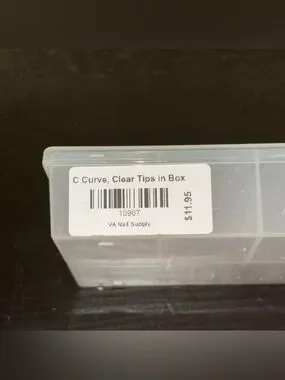 C Curve, Clear Tips in Box
10967
VA Nail Supply
$11.95